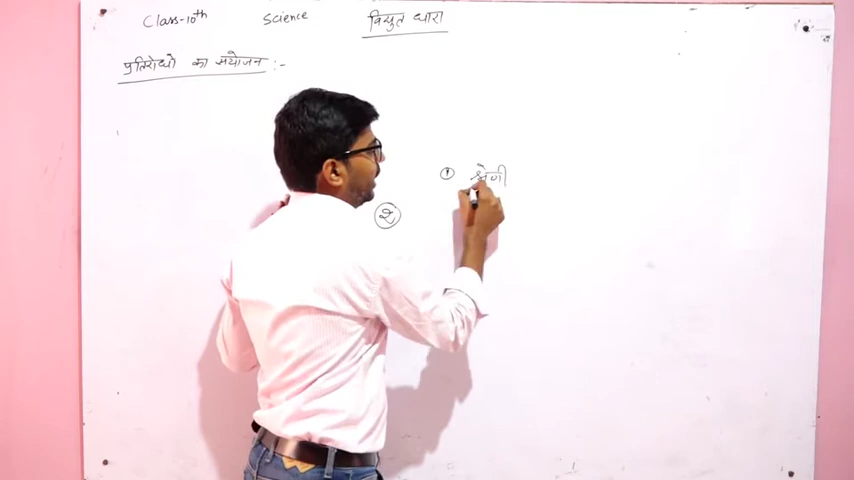 Class-10th Science विद्युत धारा
प्रतिरोधो का संयोजन :-
① श्रेणी
②